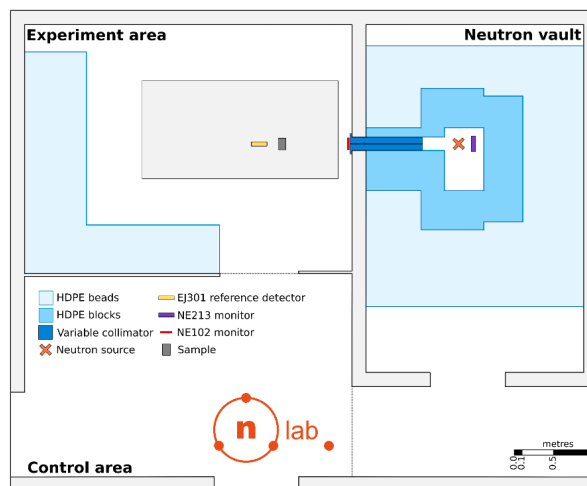 Experiment area
Neutron vault
HDPE beads
HDPE blocks
Variable collimator
Neutron source
EJ301 reference detector
NE213 monitor
NE102 monitor
Sample
n lab
Control area
metres
0.0
0.1
0.5